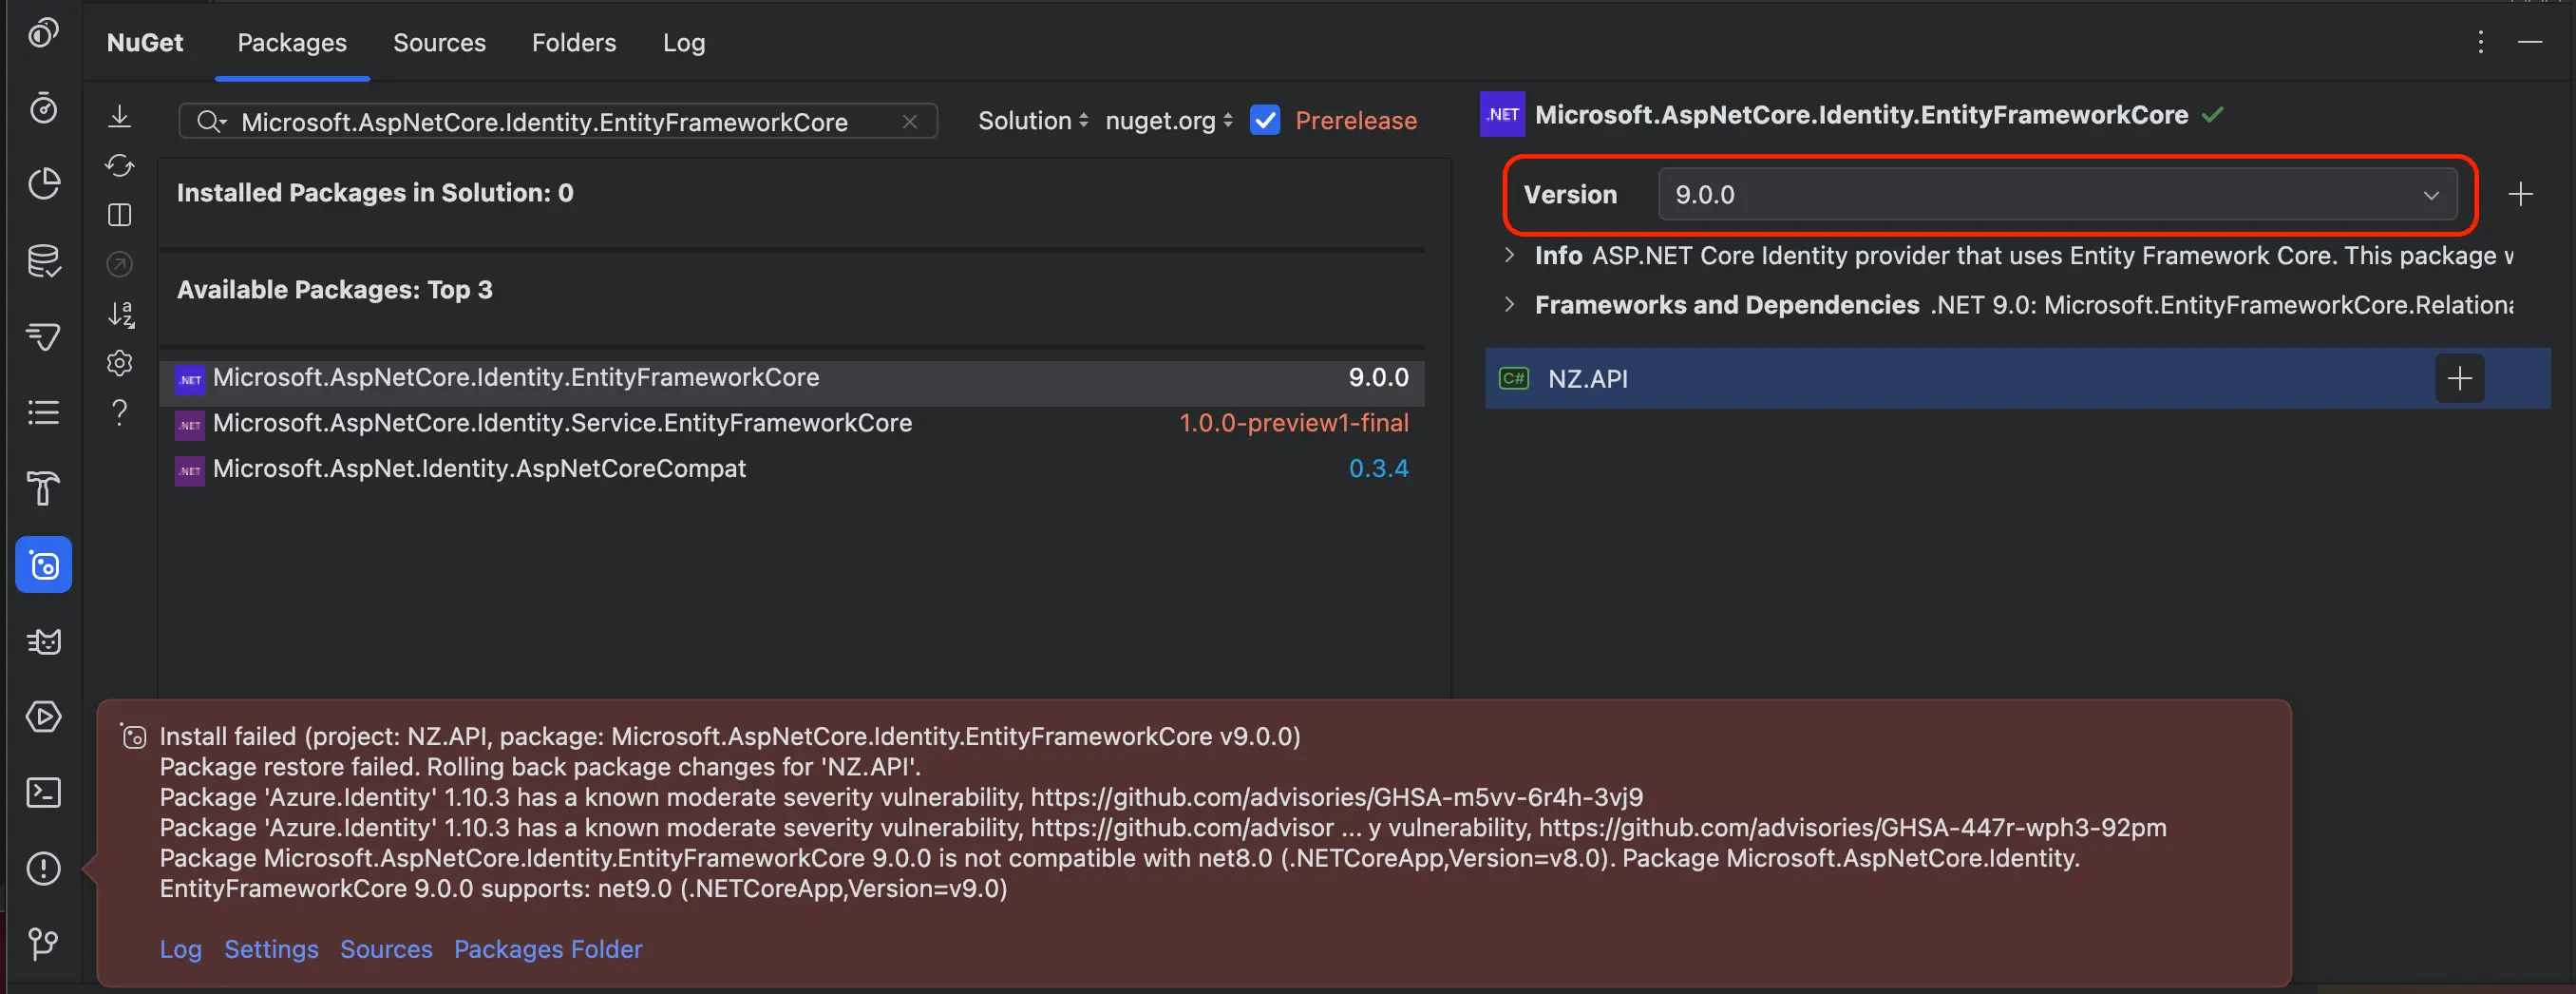 NuGet Packages Sources Folders Log
Microsoft.AspNetCore.Identity.EntityFrameworkCore
Solution nuget.org Prerelease
Installed Packages in Solution: 0
Available Packages: Top 3
.NET Microsoft.AspNetCore.Identity.EntityFrameworkCore 9.0.0
.NET Microsoft.AspNetCore.Identity.Service.EntityFrameworkCore 1.0.0-preview1-final
.NET Microsoft.AspNet.Identity.AspNetCoreCompat 0.3.4
.NET Microsoft.AspNetCore.Identity.EntityFrameworkCore
Version 9.0.0
Info ASP.NET Core Identity provider that uses Entity Framework Core. This package
Frameworks and Dependencies .NET 9.0: Microsoft.EntityFrameworkCore.Relational
C# NZ.API
Install failed (project: NZ.API, package: Microsoft.AspNetCore.Identity.EntityFrameworkCore v9.0.0)
Package restore failed. Rolling back package changes for 'NZ.API'.
Package 'Azure.Identity' 1.10.3 has a known moderate severity vulnerability, https://github.com/advisories/GHSA-m5vv-6r4h-3vj9
Package 'Azure.Identity' 1.10.3 has a known moderate severity vulnerability, https://github.com/advisor ... y vulnerability, https://github.com/advisories/GHSA-447r-wph3-92pm
Package Microsoft.AspNetCore.Identity.EntityFrameworkCore 9.0.0 is not compatible with net8.0 (.NETCoreApp,Version=v8.0). Package Microsoft.AspNetCore.Identity.
EntityFrameworkCore 9.0.0 supports: net9.0 (.NETCoreApp,Version=v9.0)
Log Settings Sources Packages Folder